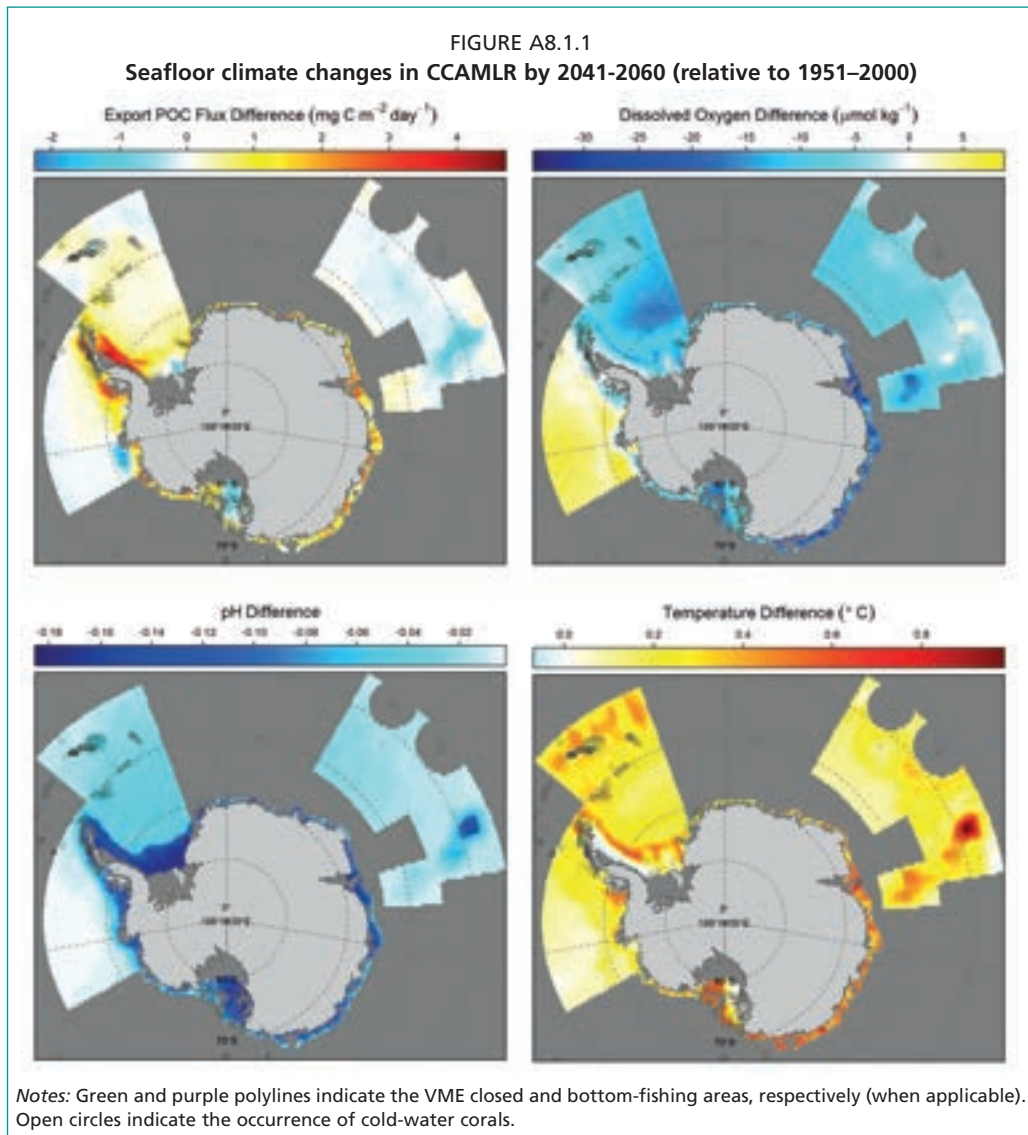 FIGURE A8.1.1
Seafloor climate changes in CCAMLR by 2041-2060 (relative to 1951–2000)
Export POC Flux Difference (mg C m⁻² day⁻¹)
-2 -1 0 1 2 3 4
Dissolved Oxygen Difference (μmol kg⁻¹)
-30 -25 -20 -15 -10 -5 0 5
0°
0°
pH Difference
-0.18 -0.16 -0.14 -0.12 -0.10 -0.08 -0.06 -0.04 -0.02
Temperature Difference (° C)
0.0 0.2 0.4 0.6 0.8
0°
0°
Notes: Green and purple polylines indicate the VME closed and bottom-fishing areas, respectively (when applicable).
Open circles indicate the occurrence of cold-water corals.